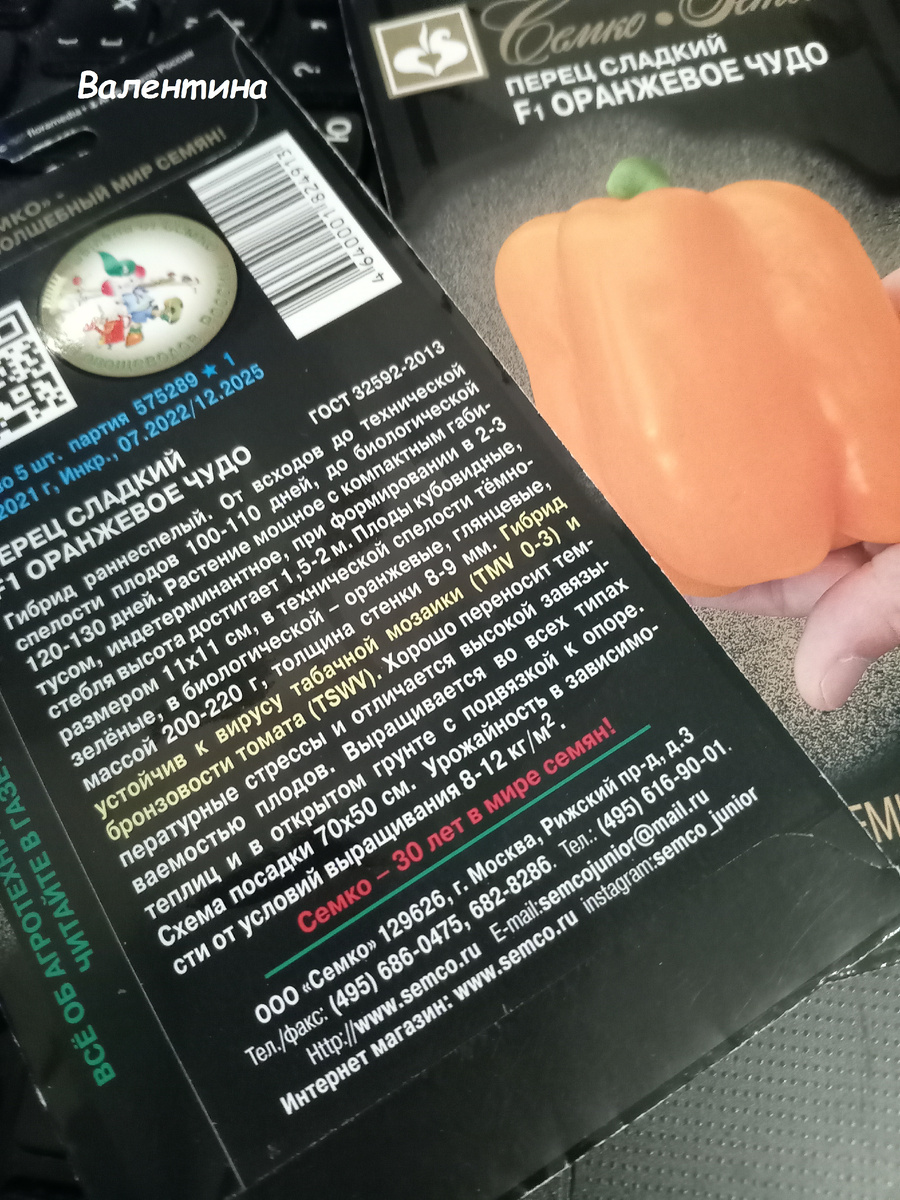 Валентина
Семко
ПЕРЕЦ СЛАДКИЙ
F1 ОРАНЖЕВОЕ ЧУДО
floramedia
Россия
ВОЛШЕБНЫЙ МИР СЕМЯН!
4 640001 824913
5 шт. партия 575289 ★ 1
2021 г, Инкр., 07.2022/12.2025
ГОСТ 32592-2013
ПЕРЕЦ СЛАДКИЙ
F1 ОРАНЖЕВОЕ ЧУДО
Гибрид раннеспелый. От всходов до технической
спелости плодов 100-110 дней, до биологической
120-130 дней. Растение мощное с компактным габи-
тусом, индетерминантное, при формировании в 2-3
стебля высота достигает 1,5-2 м. Плоды кубовидные,
размером 11х11 см, в технической спелости тёмно-
зелёные, в биологической – оранжевые, глянцевые,
массой 200-220 г, толщина стенки 8-9 мм. Гибрид
устойчив к вирусу табачной мозаики (TMV 0-3) и
бронзовости томата (TSWV). Хорошо переносит тем-
пературные стрессы и отличается высокой завязы-
ваемостью плодов. Выращивается во всех типах
теплиц и в открытом грунте с подвязкой к опоре.
Схема посадки 70х50 см. Урожайность в зависимо-
сти от условий выращивания 8-12 кг/м².
Семко – 30 лет в мире семян!
ООО «Семко» 129626, г. Москва, Рижский пр-д, д.3
Тел./факс: (495) 686-0475, 682-8286. Тел.: (495) 616-90-01.
Http://www.semco.ru E-mail:semcojunior@mail.ru
Интернет магазин: www.semco.ru instagram:semco_junior
ВСЁ ОБ АГРОТЕХНИ
ЧИТАЙТЕ В ГАЗЕ